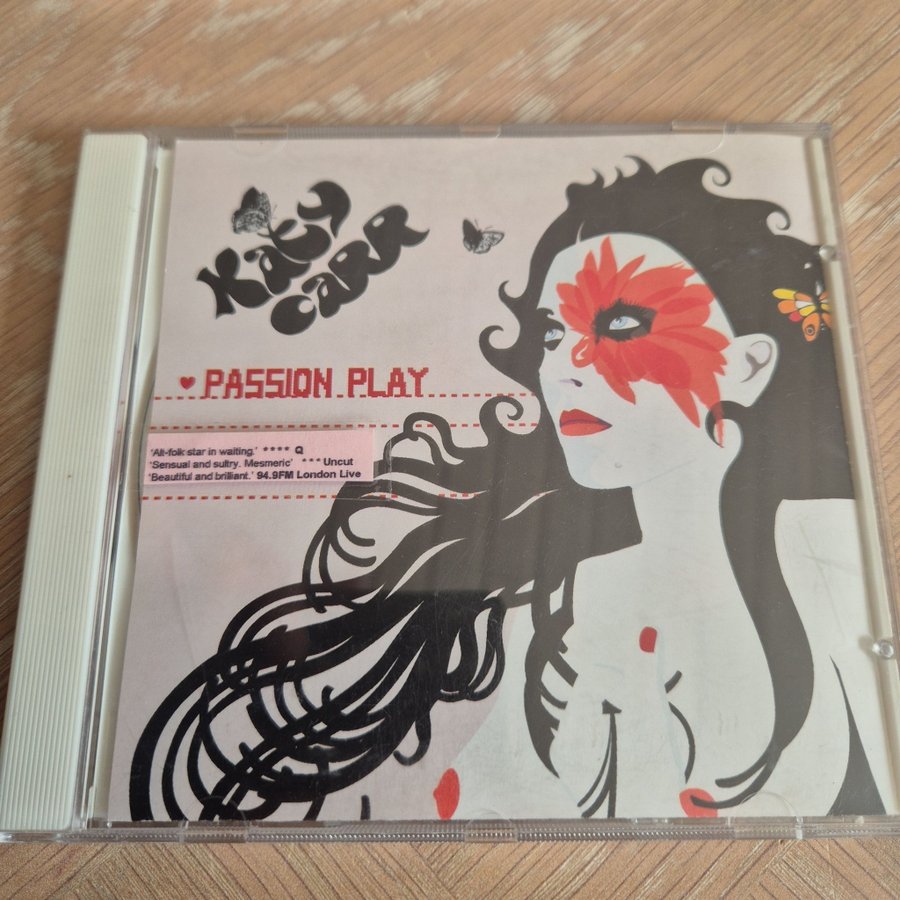 Katy
Carr
PASSION PLAY
'Alt-folk star in waiting.' **** Q
'Sensual and sultry. Mesmeric' *** Uncut
'Beautiful and brilliant.' 94.9FM London Live